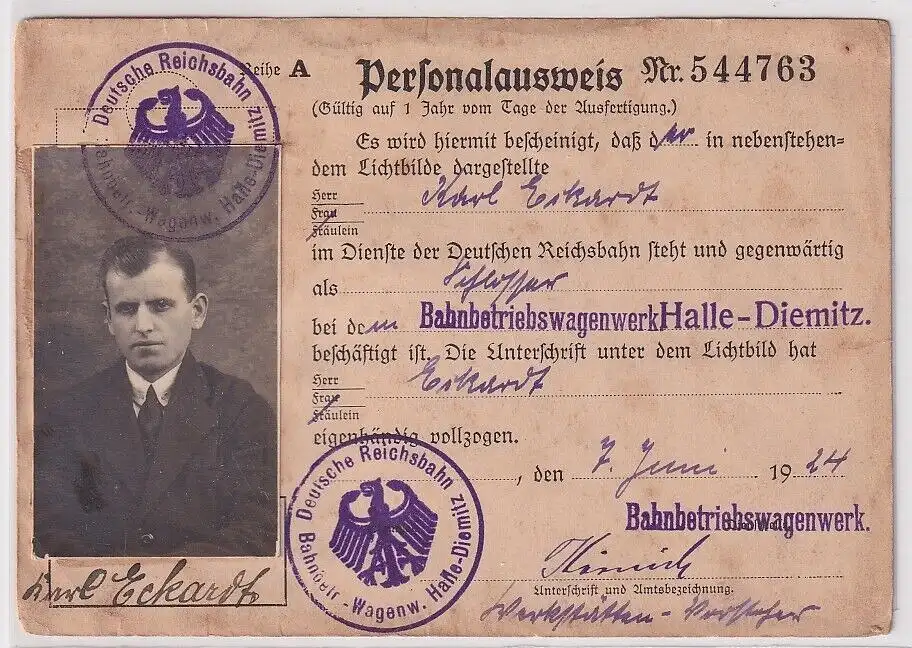 Deutsche Reichsbahn
Bahnbetr.-Wagenw. Halle-Diemitz
Reihe A Personalausweis Nr. 544763
(Gültig auf 1 Jahr vom Tage der Ausfertigung.)
Es wird hiermit bescheinigt, daß der in nebenstehen-
dem Lichtbilde dargestellte
Herr
Frau
Fräulein
Karl Eckardt
im Dienste der Deutschen Reichsbahn steht und gegenwärtig
als Schlosser
bei dem Bahnbetriebswagenwerk Halle-Diemitz.
beschäftigt ist. Die Unterschrift unter dem Lichtbild hat
Herr
Frau
Fräulein
Eckardt
eigenhändig vollzogen.
, den 7. Juni 1924
Deutsche Reichsbahn
Bahnbetr.-Wagenw. Halle-Diemitz
Bahnbetriebswagenwerk.
Unterschrift und Amtsbezeichnung.
Werkstätten-Vorsteher
Karl Eckardt